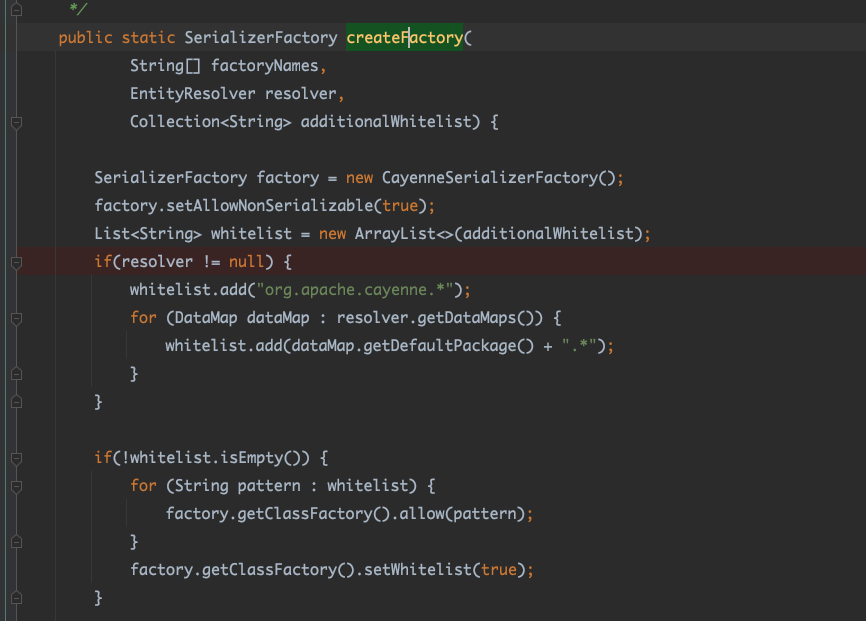 */
public static SerializerFactory createFactory(
String[] factoryNames,
EntityResolver resolver,
Collection<String> additionalWhitelist) {
SerializerFactory factory = new CayenneSerializerFactory();
factory.setAllowNonSerializable(true);
List<String> whitelist = new ArrayList<>(additionalWhitelist);
if(resolver != null) {
whitelist.add("org.apache.cayenne.*");
for (DataMap dataMap : resolver.getDataMaps()) {
whitelist.add(dataMap.getDefaultPackage() + ".*");
}
}
if(!whitelist.isEmpty()) {
for (String pattern : whitelist) {
factory.getClassFactory().allow(pattern);
}
factory.getClassFactory().setWhitelist(true);
}